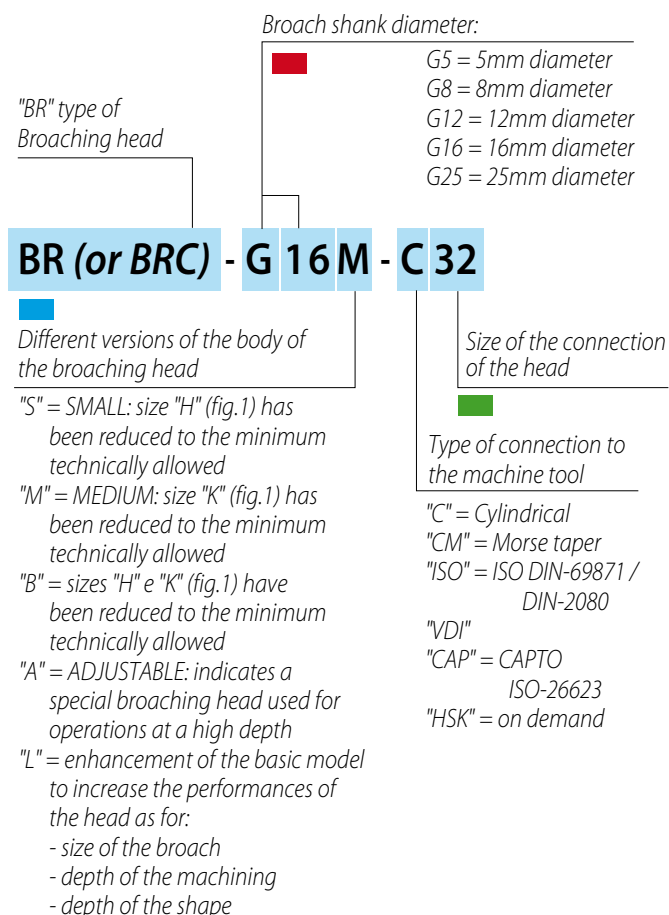 Broach shank diameter:
G5 = 5mm diameter
G8 = 8mm diameter
G12 = 12mm diameter
G16 = 16mm diameter
G25 = 25mm diameter
"BR" type of
Broaching head
BR (or BRC) - G 16 M - C 32
Different versions of the body of
the broaching head
"S" = SMALL: size "H" (fig.1) has
been reduced to the minimum
technically allowed
"M" = MEDIUM: size "K" (fig.1) has
been reduced to the minimum
technically allowed
"B" = sizes "H" e "K" (fig.1) have
been reduced to the minimum
technically allowed
"A" = ADJUSTABLE: indicates a
special broaching head used for
operations at a high depth
"L" = enhancement of the basic model
to increase the performances of
the head as for:
- size of the broach
- depth of the machining
- depth of the shape
Size of the connection
of the head
Type of connection to
the machine tool
"C" = Cylindrical
"CM" = Morse taper
"ISO" = ISO DIN-69871 /
DIN-2080
"VDI"
"CAP" = CAPTO
ISO-26623
"HSK" = on demand